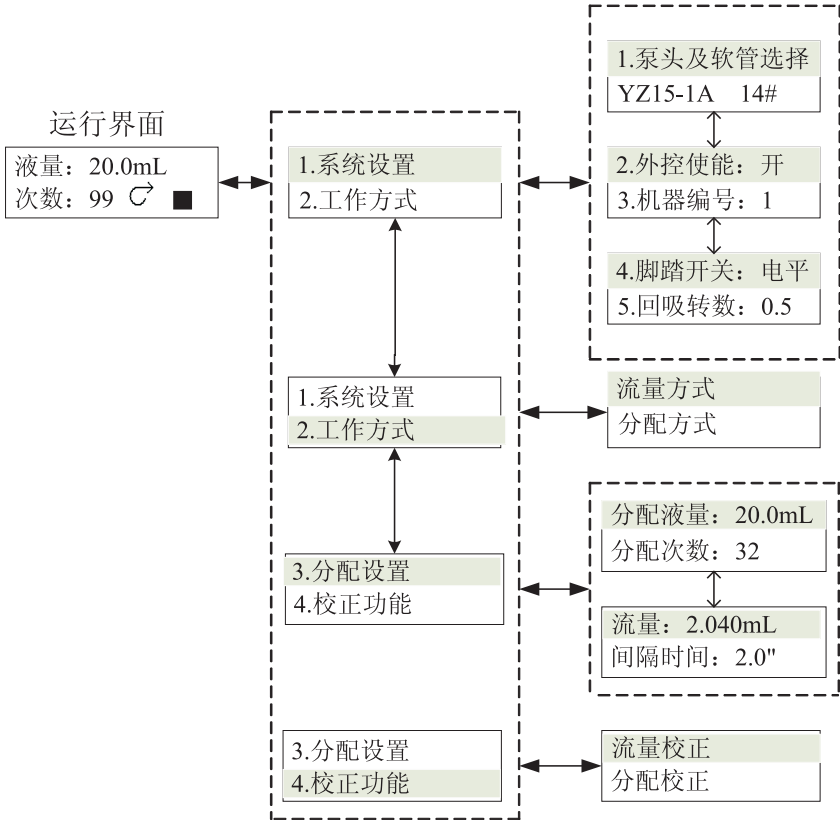 运行界面
液量：20.0mL
次数：99
1.系统设置
2.工作方式
1.泵头及软管选择
YZ15-1A 14#
2.外控使能：开
3.机器编号：1
4.脚踏开关：电平
5.回吸转数：0.5
1.系统设置
2.工作方式
流量方式
分配方式
3.分配设置
4.校正功能
分配液量：20.0mL
分配次数：32
流量：2.040mL
间隔时间：2.0"
3.分配设置
4.校正功能
流量校正
分配校正